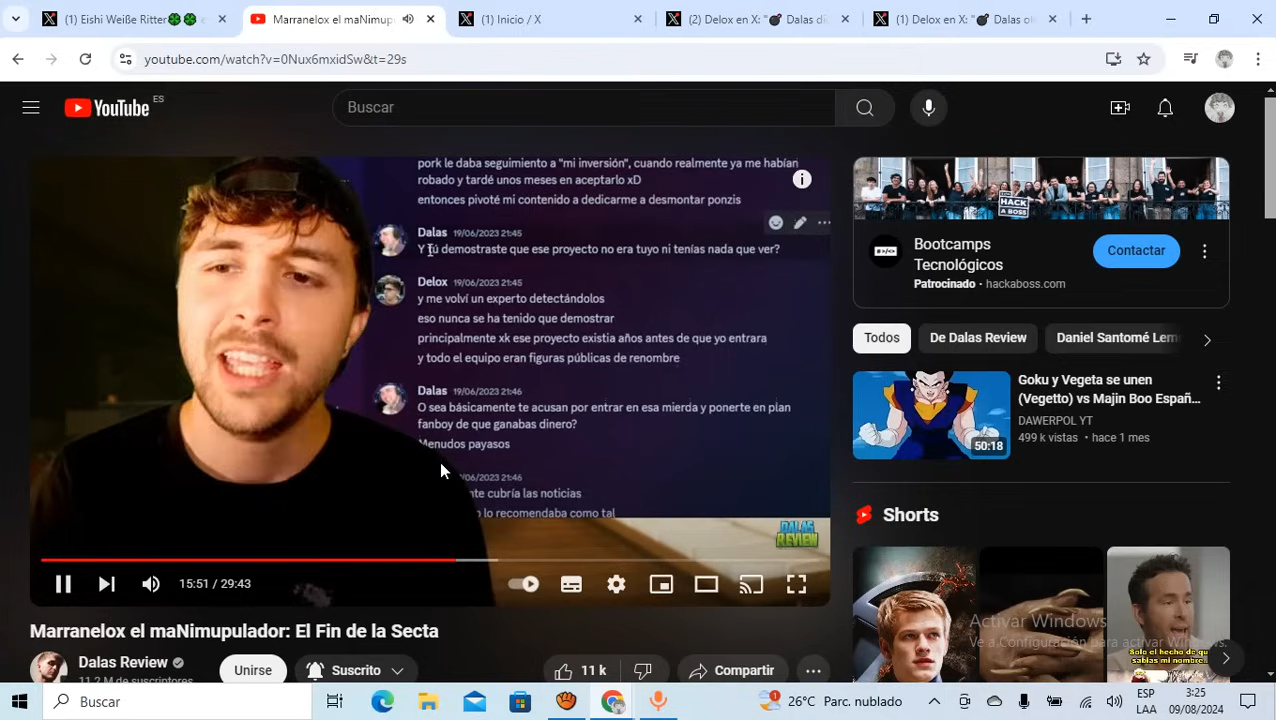 (1) Eishi Weiße Ritter🍀🍀
Marranelox el maNimupulador
(1) Inicio / X
(2) Delox en X: "💣 Dalas di
(1) Delox en X: "💣 Dalas ol
youtube.com/watch?v=0Nux6mxidSw&t=29s
YouTube ES
Buscar
pork le daba seguimiento a "mi inversión", cuando realmente ya me habían
robado y tardé unos meses en aceptarlo xD
entonces pivoté mi contenido a dedicarme a desmontar ponzis
Dalas 19/06/2023 21:45
Y tú demostraste que ese proyecto no era tuyo ni tenías nada que ver?
Delox 19/06/2023 21:45
y me volví un experto detectándolos
eso nunca se ha tenido que demostrar
principalmente xk ese proyecto existia años antes de que yo entrara
y todo el equipo eran figuras públicas de renombre
Dalas 19/06/2023 21:46
O sea básicamente te acusan por entrar en esa mierda y ponerte en plan
fanboy de que ganabas dinero?
Menudos payasos
/06/2023 21:46
nte cubría las noticias
lo recomendaba como tal
DALAS
REVIEW
15:51 / 29:43
Marranelox el maNimupulador: El Fin de la Secta
Dalas Review
11.2 M de suscriptores
Unirse
Suscrito
11 k
Compartir
HACK
A BOSS
Bootcamps
Tecnológicos
Patrocinado · hackaboss.com
Contactar
Todos
De Dalas Review
Daniel Santomé Lem
Goku y Vegeta se unen
(Vegetto) vs Majin Boo Españ...
DAWERPOL YT
499 k vistas · hace 1 mes
50:18
Shorts
Solo el hecho de qu
sabías mi nombre..
Activar Windows
Ve a Configuración para activar Windows.
Buscar
26°C Parc. nublado
ESP
LAA
3:25
09/08/2024